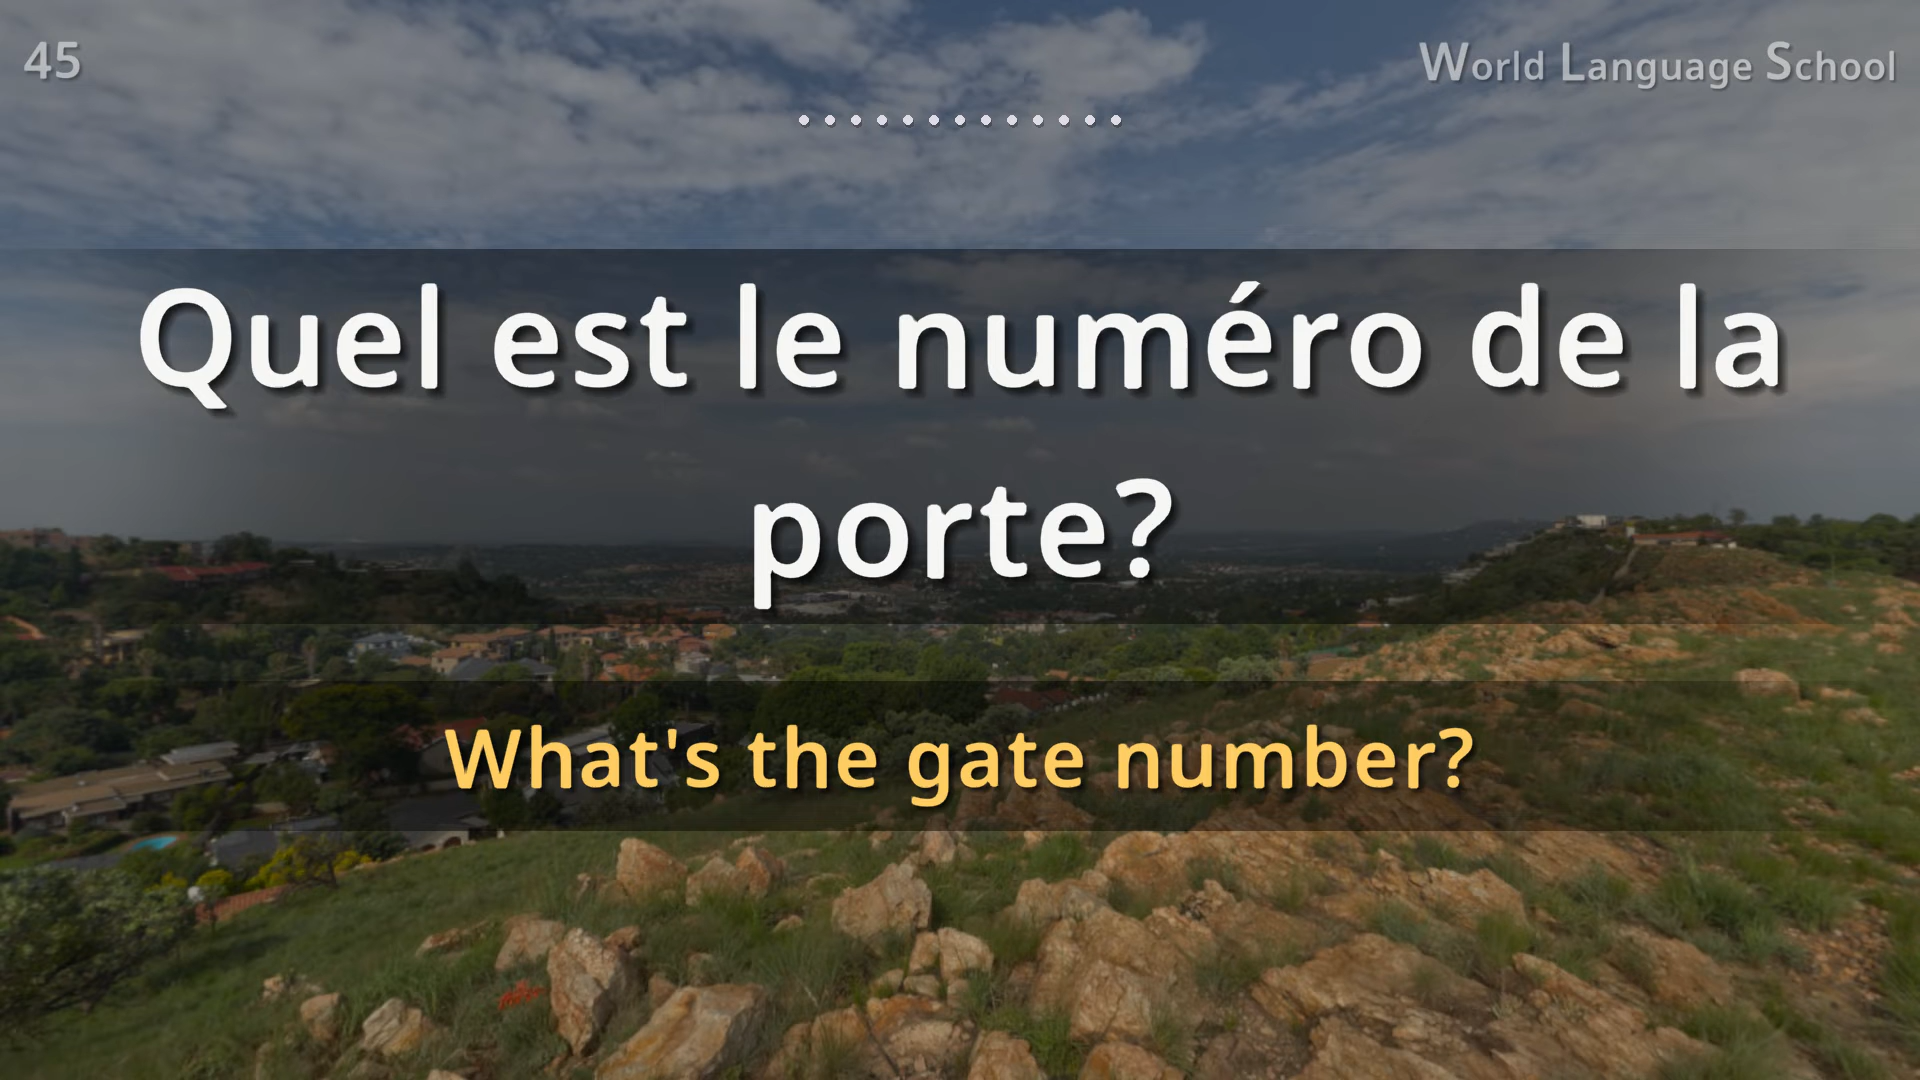 45
World Language School
Quel est le numéro de la
porte?
What's the gate number?